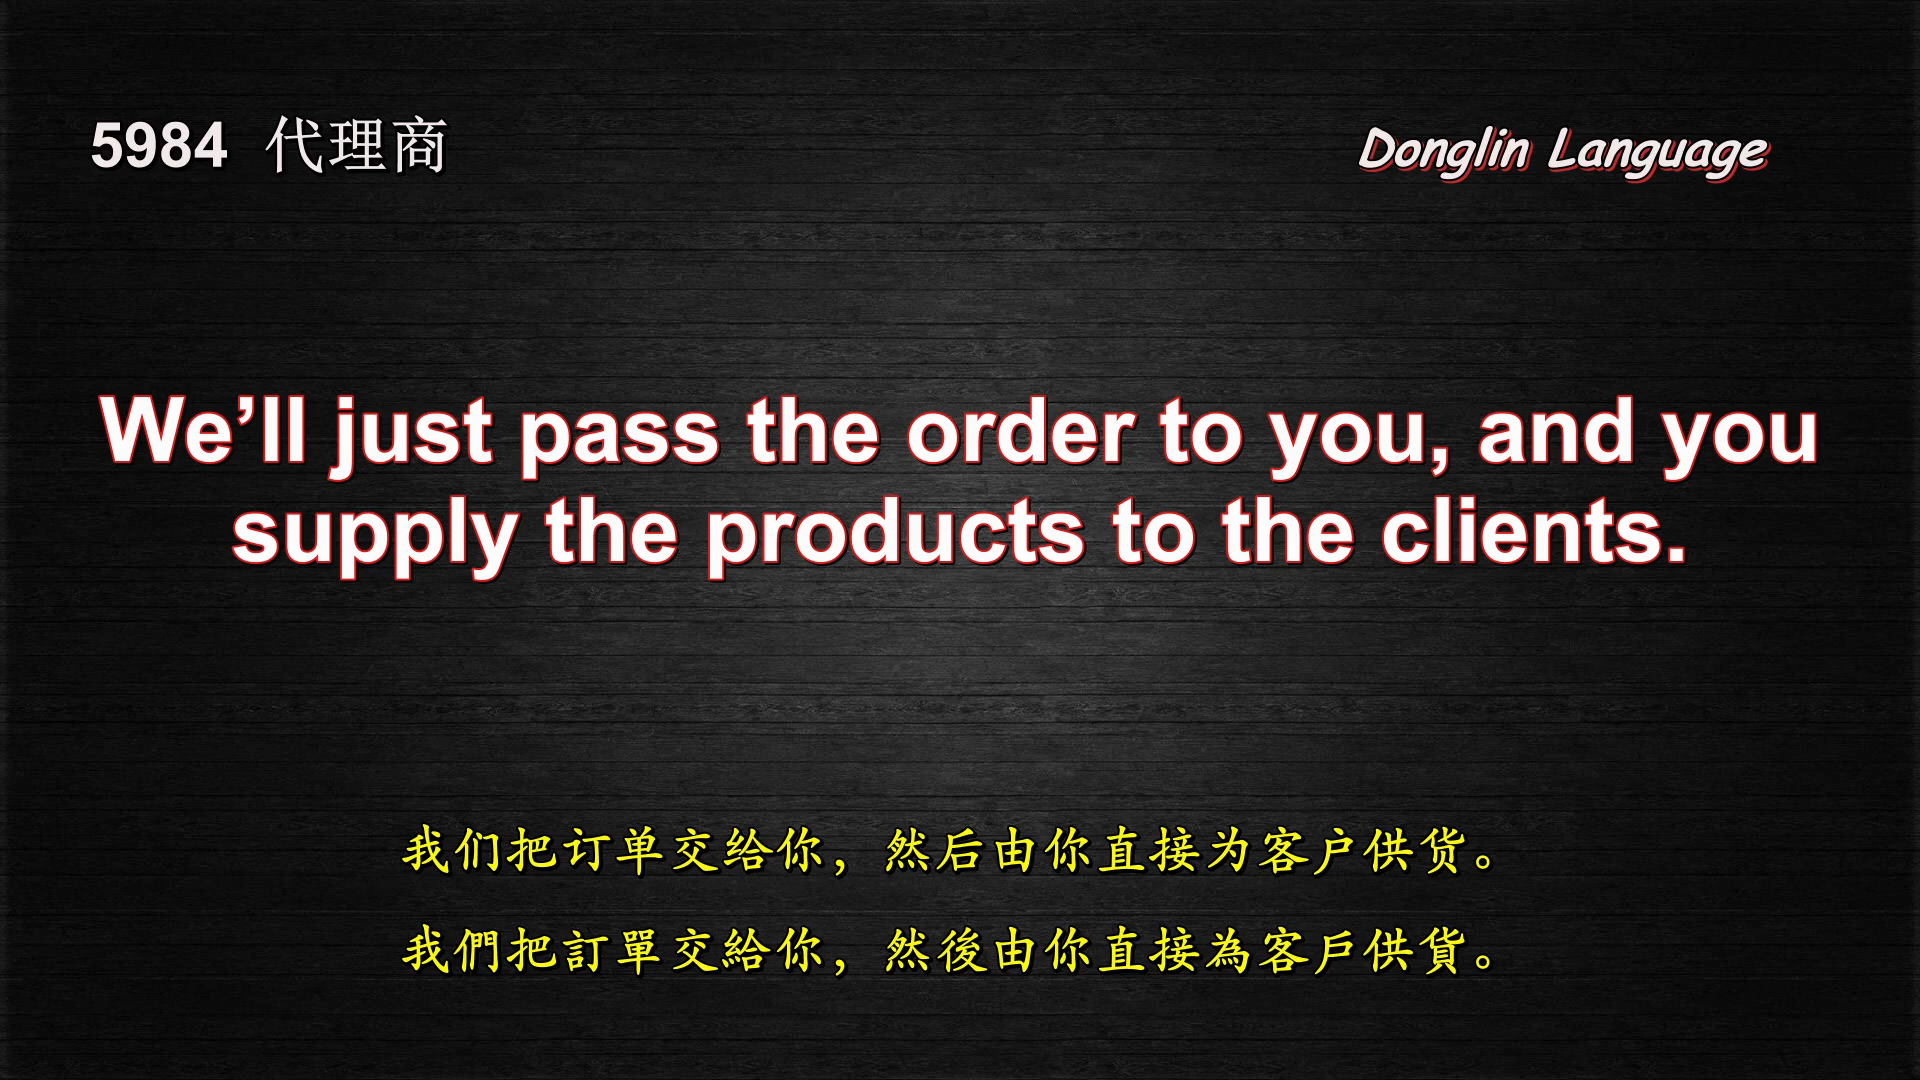 5984 代理商
Donglin Language
We’ll just pass the order to you, and you
supply the products to the clients.
我们把订单交给你，然后由你直接为客户供货。
我們把訂單交給你，然後由你直接為客戶供貨。